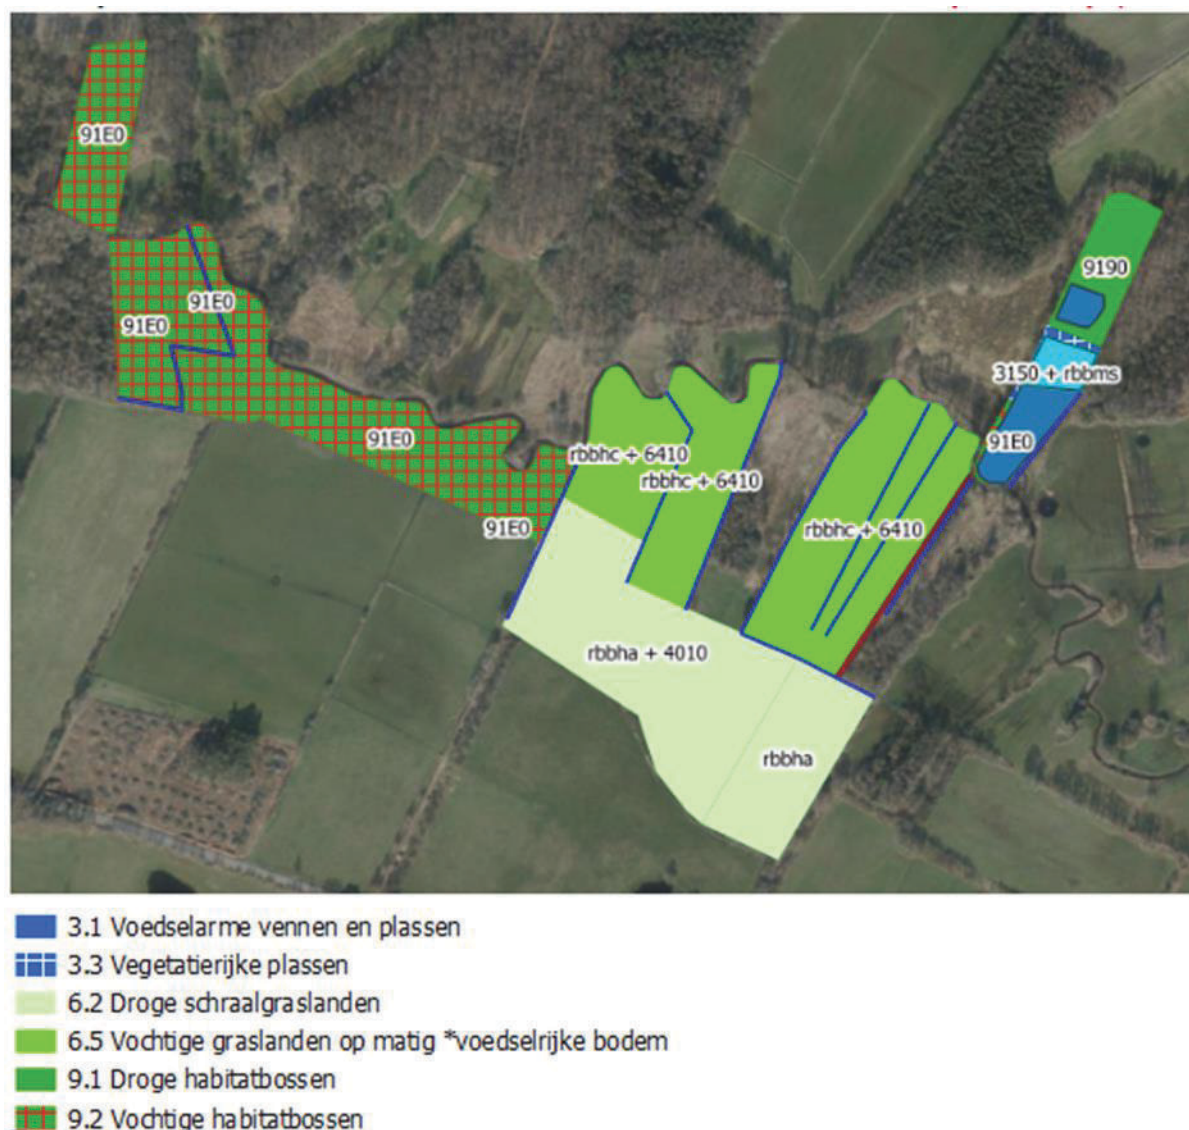 91E0
9190
91E0
91E0
3150 + rbbms
91E0
91E0
rbbhc + 6410
rbbhc + 6410
91E0
rbbhc + 6410
rbbha + 4010
rbbha
3.1 Voedselarme vennen en plassen
3.3 Vegetatierijke plassen
6.2 Droge schraalgraslanden
6.5 Vochtige graslanden op matig *voedselrijke bodem
9.1 Droge habitatbossen
9.2 Vochtige habitatbossen